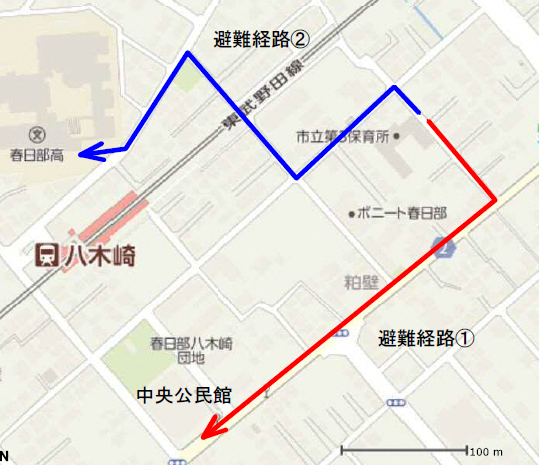 避難経路②
東武野田線
文
春日部高
市立第3保育所
ボニート春日部
八木崎
粕壁
避難経路①
春日部八木崎
団地
中央公民館
100 m
N